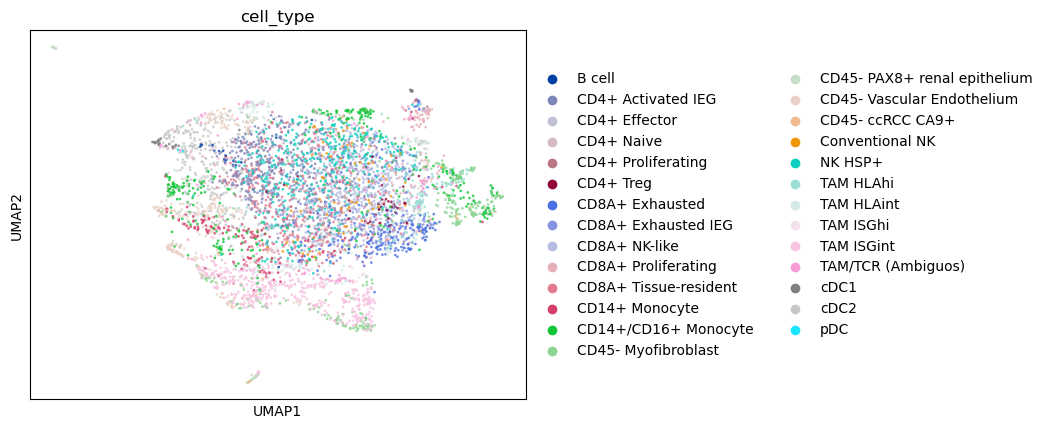 cell_type
UMAP2
UMAP1
B cell
CD4+ Activated IEG
CD4+ Effector
CD4+ Naive
CD4+ Proliferating
CD4+ Treg
CD8A+ Exhausted
CD8A+ Exhausted IEG
CD8A+ NK-like
CD8A+ Proliferating
CD8A+ Tissue-resident
CD14+ Monocyte
CD14+/CD16+ Monocyte
CD45- Myofibroblast
CD45- PAX8+ renal epithelium
CD45- Vascular Endothelium
CD45- ccRCC CA9+
Conventional NK
NK HSP+
TAM HLAhi
TAM HLAint
TAM ISGhi
TAM ISGint
TAM/TCR (Ambiguos)
cDC1
cDC2
pDC